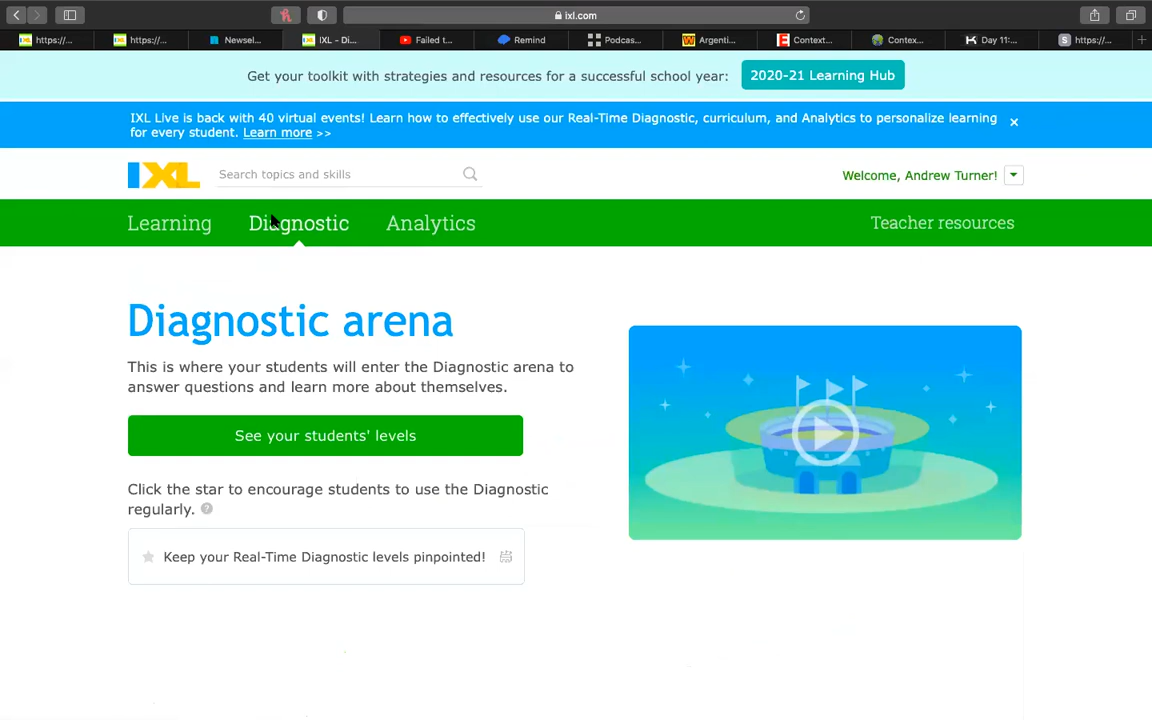 ixl.com
https://...
https://...
Newsel...
IXL - Di...
Failed t...
Remind
Podcas...
Argenti...
Context...
Contex...
Day 11:...
https://...
Get your toolkit with strategies and resources for a successful school year:
2020-21 Learning Hub
IXL Live is back with 40 virtual events! Learn how to effectively use our Real-Time Diagnostic, curriculum, and Analytics to personalize learning
for every student. Learn more >>
IXL
Search topics and skills
Welcome, Andrew Turner!
Learning
Diagnostic
Analytics
Teacher resources
Diagnostic arena
This is where your students will enter the Diagnostic arena to
answer questions and learn more about themselves.
See your students' levels
Click the star to encourage students to use the Diagnostic
regularly. ?
Keep your Real-Time Diagnostic levels pinpointed!